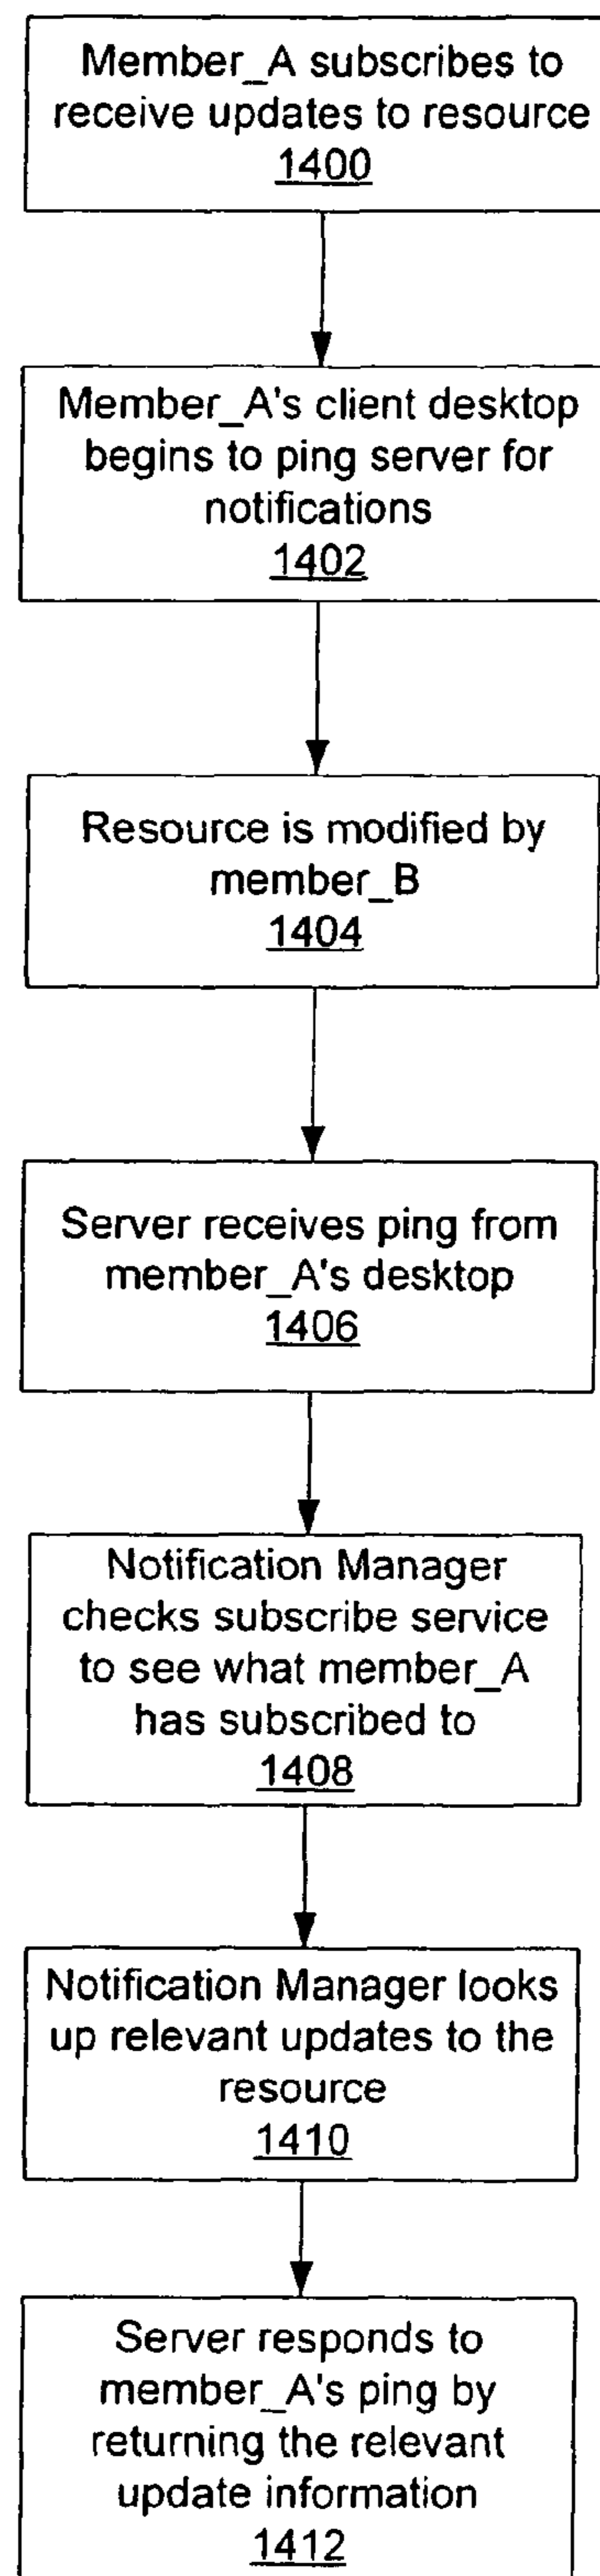 Member_A subscribes to
receive updates to resource
1400
Member_A's client desktop
begins to ping server for
notifications
1402
Resource is modified by
member_B
1404
Server receives ping from
member_A's desktop
1406
Notification Manager
checks subscribe service
to see what member_A
has subscribed to
1408
Notification Manager looks
up relevant updates to the
resource
1410
Server responds to
member_A's ping by
returning the relevant
update information
1412